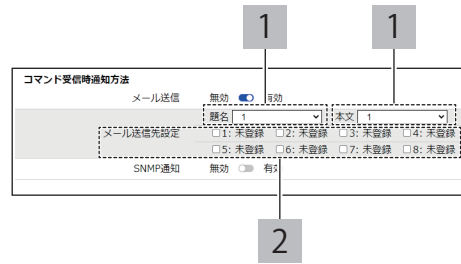 1 1
コマンド受信時通知方法
メール送信 無効 有効
題名 1 本文 1
メール送信先設定 1: 未登録 2: 未登録 3: 未登録 4: 未登録
5: 未登録 6: 未登録 7: 未登録 8: 未登録
SNMP通知 無効 有効
2